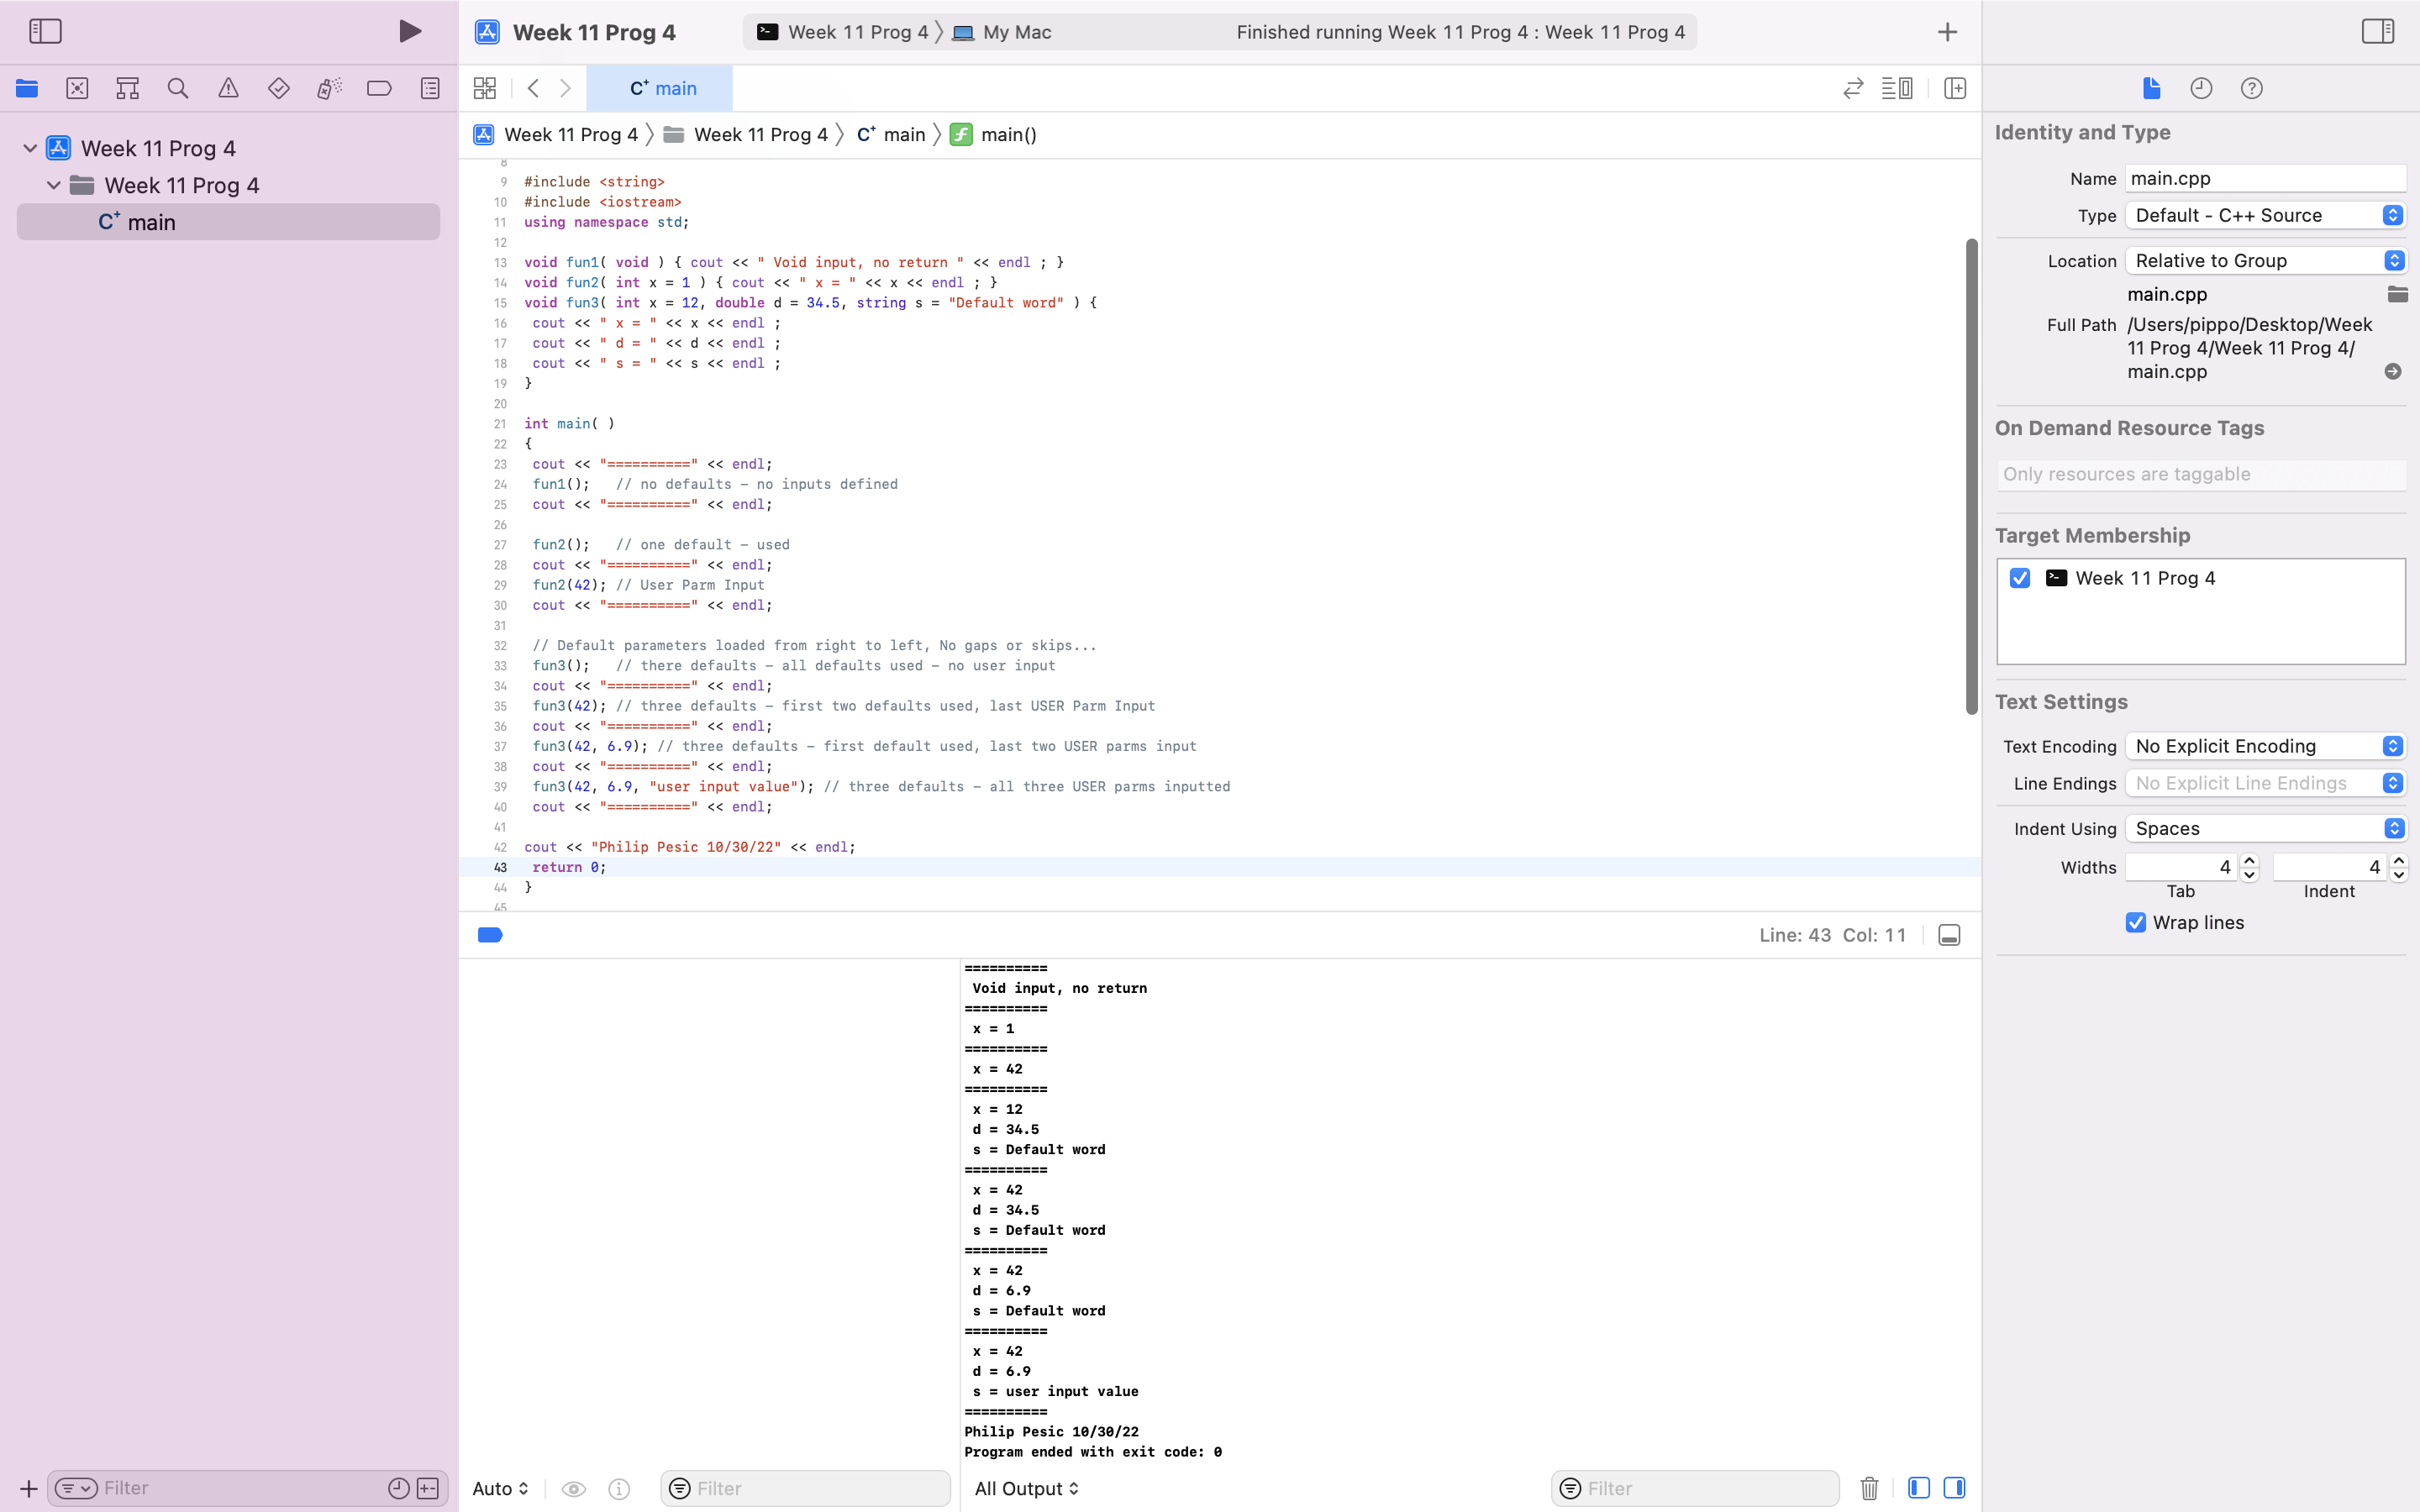 Week 11 Prog 4
Week 11 Prog 4 〉 My Mac
Finished running Week 11 Prog 4 : Week 11 Prog 4
Week 11 Prog 4
Week 11 Prog 4
main
main
Week 11 Prog 4 〉 Week 11 Prog 4 〉 main 〉 main()
8
9 #include <string>
10 #include <iostream>
11 using namespace std;
12
13 void fun1( void ) { cout << " Void input, no return " << endl ; }
14 void fun2( int x = 1 ) { cout << " x = " << x << endl ; }
15 void fun3( int x = 12, double d = 34.5, string s = "Default word" ) {
16 cout << " x = " << x << endl ;
17 cout << " d = " << d << endl ;
18 cout << " s = " << s << endl ;
19 }
20
21 int main( )
22 {
23 cout << "==========" << endl;
24 fun1();   // no defaults – no inputs defined
25 cout << "==========" << endl;
26
27 fun2();   // one default – used
28 cout << "==========" << endl;
29 fun2(42); // User Parm Input
30 cout << "==========" << endl;
31
32 // Default parameters loaded from right to left, No gaps or skips...
33 fun3();   // there defaults – all defaults used – no user input
34 cout << "==========" << endl;
35 fun3(42); // three defaults – first two defaults used, last USER Parm Input
36 cout << "==========" << endl;
37 fun3(42, 6.9); // three defaults – first default used, last two USER parms input
38 cout << "==========" << endl;
39 fun3(42, 6.9, "user input value"); // three defaults – all three USER parms inputted
40 cout << "==========" << endl;
41
42 cout << "Philip Pesic 10/30/22" << endl;
43 return 0;
44 }
45
Line: 43 Col: 11
==========
Void input, no return
==========
x = 1
==========
x = 42
==========
x = 12
d = 34.5
s = Default word
==========
x = 42
d = 34.5
s = Default word
==========
x = 42
d = 6.9
s = Default word
==========
x = 42
d = 6.9
s = user input value
==========
Philip Pesic 10/30/22
Program ended with exit code: 0
Filter
Auto
Filter
All Output
Filter
Identity and Type
Name main.cpp
Type Default - C++ Source
Location Relative to Group
main.cpp
Full Path /Users/pippo/Desktop/Week
11 Prog 4/Week 11 Prog 4/
main.cpp
On Demand Resource Tags
Only resources are taggable
Target Membership
Week 11 Prog 4
Text Settings
Text Encoding No Explicit Encoding
Line Endings No Explicit Line Endings
Indent Using Spaces
Widths 4 4
Tab Indent
Wrap lines